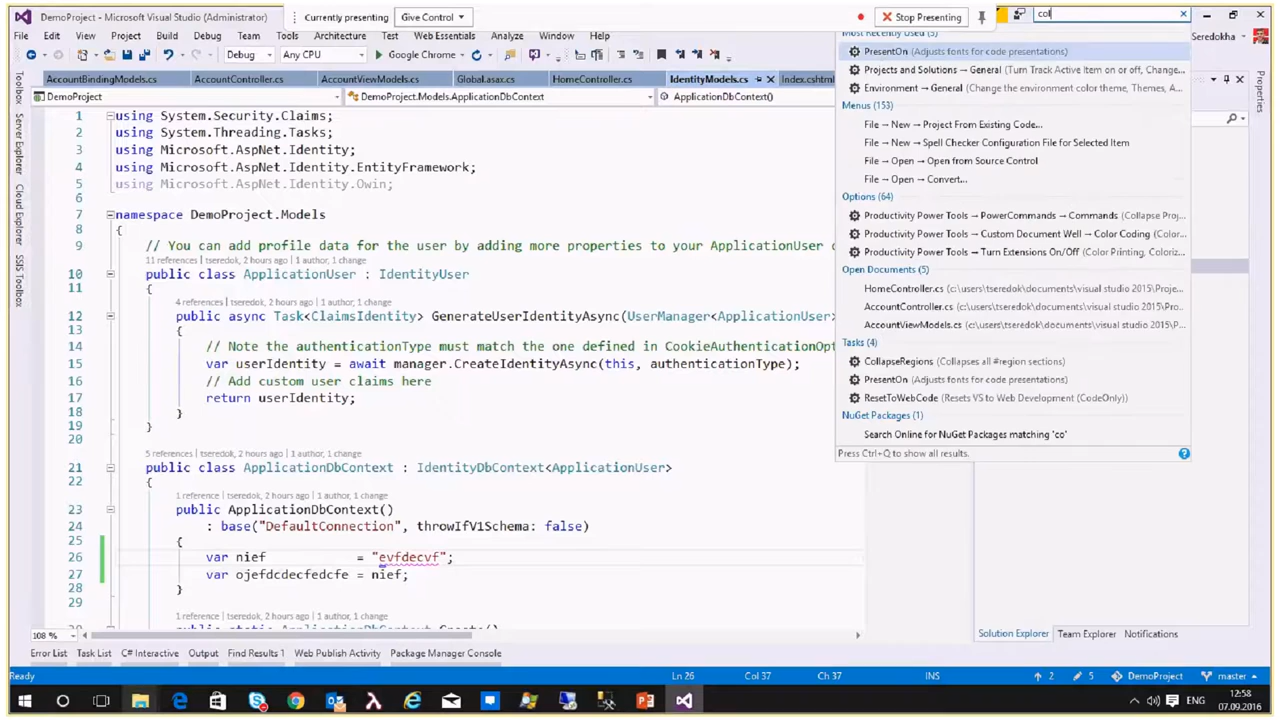 DemoProject - Microsoft Visual Studio (Administrator)
Currently presenting
Give Control
Stop Presenting
col
File Edit View Project Build Debug Team Tools Architecture Test Analyze Window Help
Seredokha
Debug
Any CPU
Google Chrome
AccountBindingModels.cs
AccountController.cs
AccountViewModels.cs
Global.asax.cs
HomeController.cs
IdentityModels.cs
Index.cshtml
DemoProject
DemoProject.Models.ApplicationDbContext
ApplicationDbContext()
Toolbox
Server Explorer
Cloud Explorer
SSIS Toolbox
1 using System.Security.Claims;
2 using System.Threading.Tasks;
3 using Microsoft.AspNet.Identity;
4 using Microsoft.AspNet.Identity.EntityFramework;
5 using Microsoft.AspNet.Identity.Owin;
6
7 namespace DemoProject.Models
8 {
9 // You can add profile data for the user by adding more properties to your ApplicationUser
11 references | tseredok, 2 hours ago | 1 author, 1 change
10 public class ApplicationUser : IdentityUser
11 {
4 references | tseredok, 2 hours ago | 1 author, 1 change
12 public async Task<ClaimsIdentity> GenerateUserIdentityAsync(UserManager<ApplicationUser>
13 {
14 // Note the authenticationType must match the one defined in CookieAuthenticationOpt
15 var userIdentity = await manager.CreateIdentityAsync(this, authenticationType);
16 // Add custom user claims here
17 return userIdentity;
18 }
19 }
20
5 references | tseredok, 2 hours ago | 1 author, 1 change
21 public class ApplicationDbContext : IdentityDbContext<ApplicationUser>
22 {
1 reference | tseredok, 2 hours ago | 1 author, 1 change
23 public ApplicationDbContext()
24 : base("DefaultConnection", throwIfV1Schema: false)
25 {
26 var nief = "evfdecvf";
27 var ojefdcdecfedcfe = nief;
28 }
29
1 reference | tseredok, 2 hours ago | 1 author, 1 change
public static ApplicationDbContext Create()
Most Recently Used (3)
PresentOn (Adjusts fonts for code presentations)
Projects and Solutions → General (Turn Track Active Item on or off, Change...
Environment → General (Change the environment color theme, Themes, A...
Menus (153)
File → New → Project From Existing Code...
File → New → Spell Checker Configuration File for Selected Item
File → Open → Open from Source Control
File → Open → Convert...
Options (64)
Productivity Power Tools → PowerCommands → Commands (Collapse Proj...
Productivity Power Tools → Custom Document Well → Color Coding (Color...
Productivity Power Tools → Turn Extensions On/Off (Color Printing, Coloriz...
Open Documents (5)
HomeController.cs (c:\users\tseredok\documents\visual studio 2015\Proje...
AccountController.cs (c:\users\tseredok\documents\visual studio 2015\Pro...
AccountViewModels.cs (c:\users\tseredok\documents\visual studio 2015\P...
Tasks (4)
CollapseRegions (Collapses all #region sections)
PresentOn (Adjusts fonts for code presentations)
ResetToWebCode (Resets VS to Web Development (CodeOnly))
NuGet Packages (1)
Search Online for NuGet Packages matching 'co'
Press Ctrl+Q to show all results.
Properties
108 %
Solution Explorer Team Explorer Notifications
Error List Task List C# Interactive Output Find Results 1 Web Publish Activity Package Manager Console
Ready Ln 26 Col 37 Ch 37 INS 2 5 DemoProject master
ENG
12:58
07.09.2016